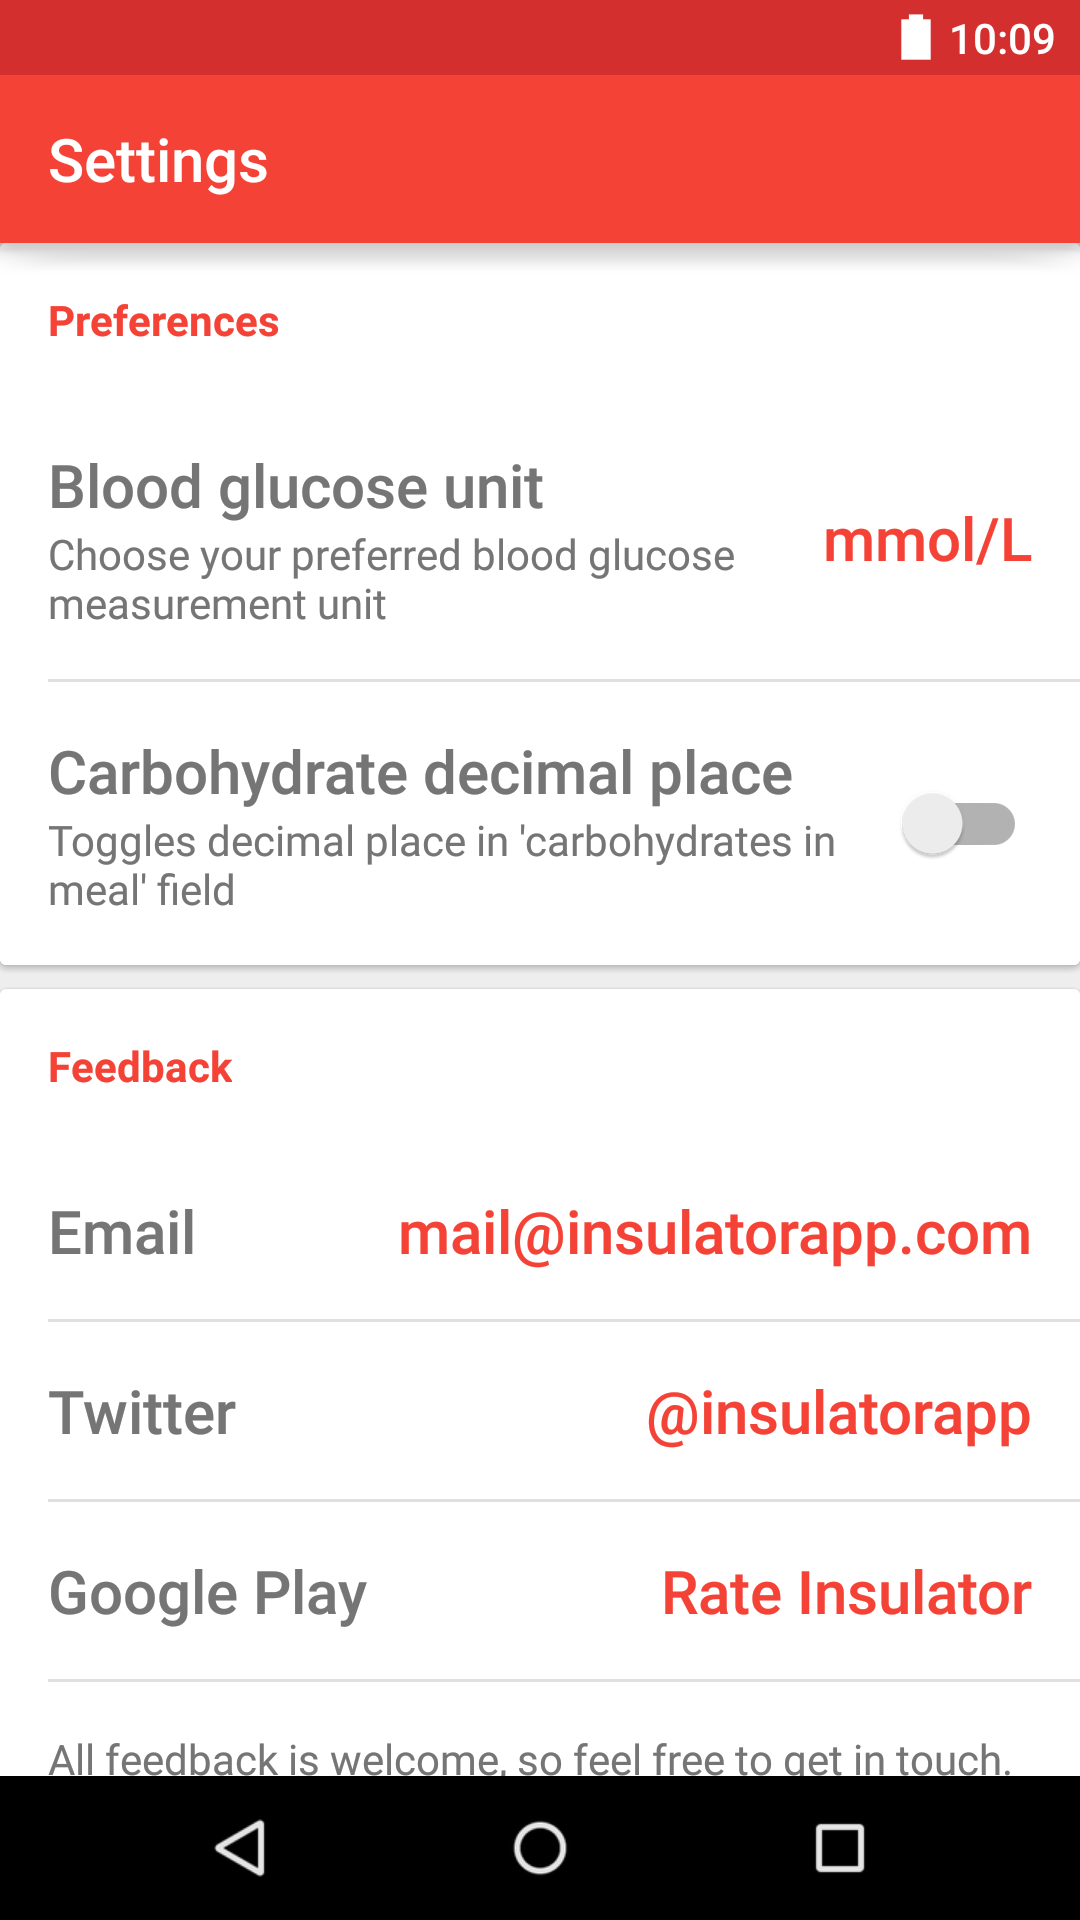 10:09
Settings
Preferences
Blood glucose unit
Choose your preferred blood glucose
measurement unit
mmol/L
Carbohydrate decimal place
Toggles decimal place in 'carbohydrates in
meal' field
Feedback
Email mail@insulatorapp.com
Twitter @insulatorapp
Google Play Rate Insulator
All feedback is welcome, so feel free to get in touch.